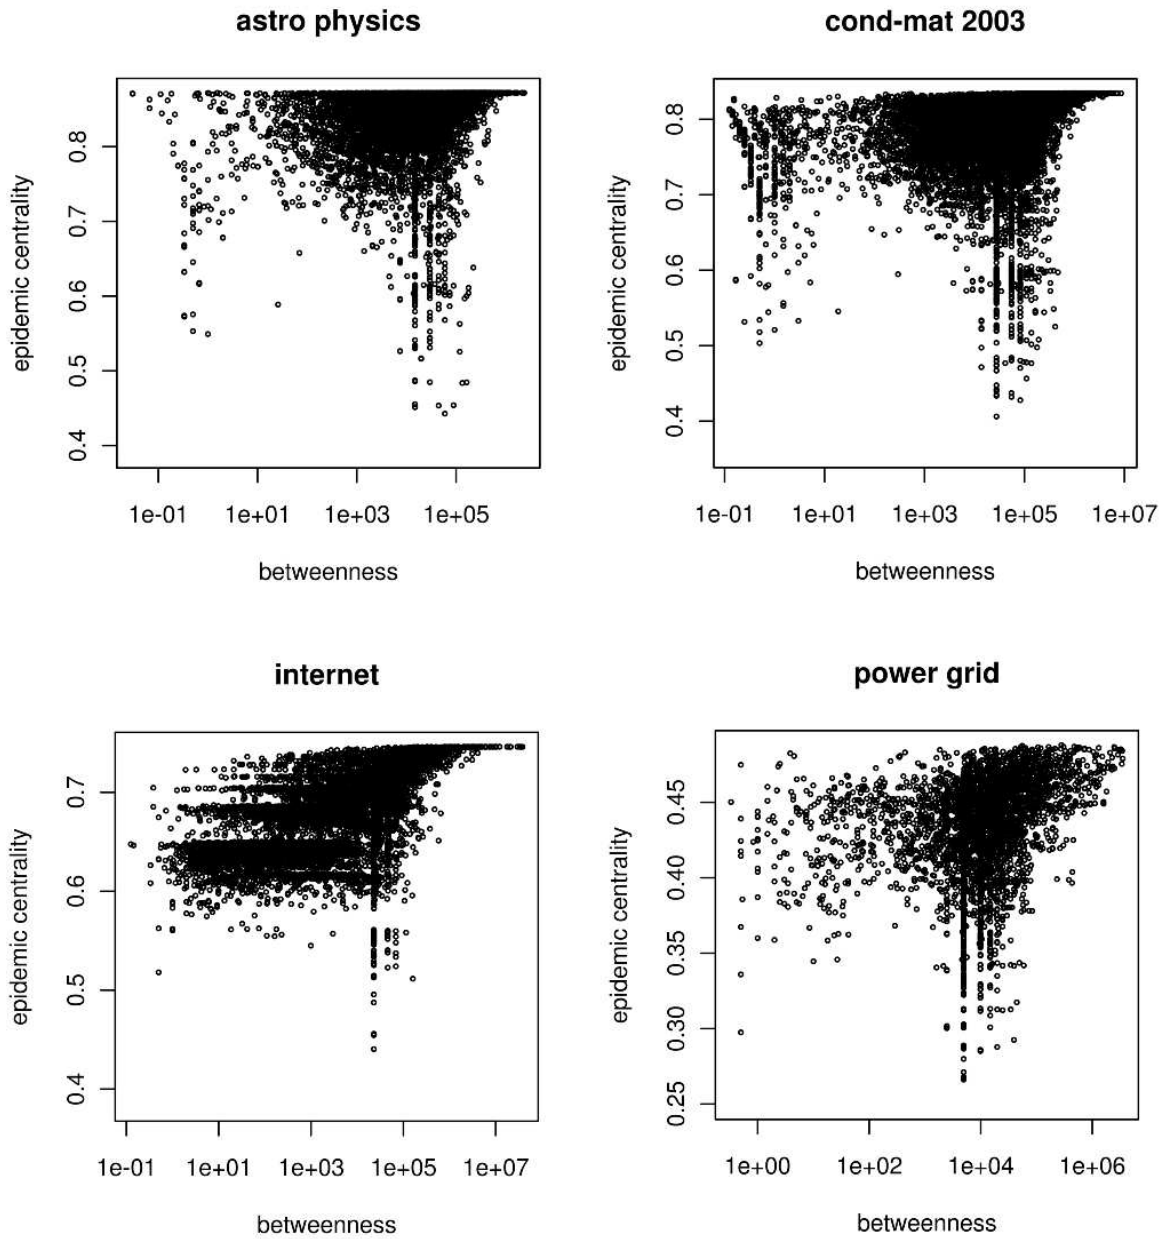 astro physics
epidemic centrality
0.4 0.5 0.6 0.7 0.8
1e-01 1e+01 1e+03 1e+05
betweenness
cond-mat 2003
epidemic centrality
0.4 0.5 0.6 0.7 0.8
1e-01 1e+01 1e+03 1e+05 1e+07
betweenness
internet
epidemic centrality
0.4 0.5 0.6 0.7
1e-01 1e+01 1e+03 1e+05 1e+07
betweenness
power grid
epidemic centrality
0.25 0.30 0.35 0.40 0.45
1e+00 1e+02 1e+04 1e+06
betweenness